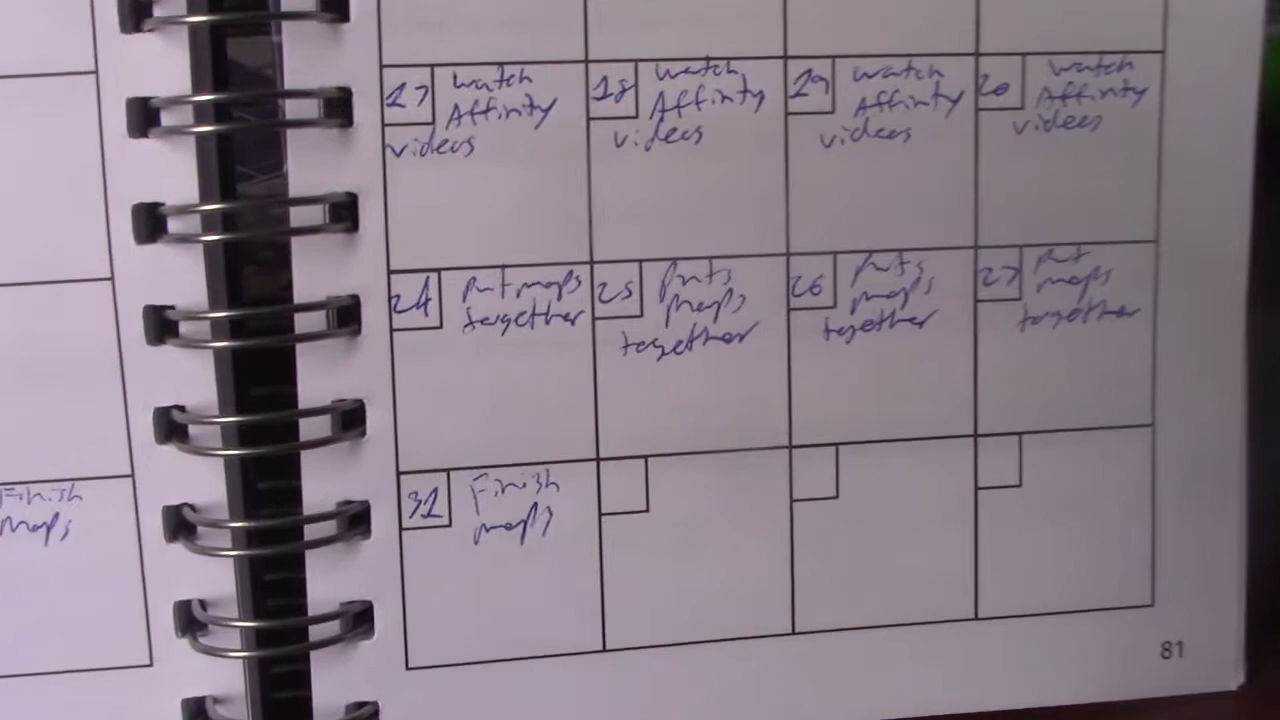 17 watch
Affinity
videos
18 watch
Affinity
videos
19 watch
Affinity
videos
20 watch
Affinity
videos
24 Put maps
together
25 Puts
maps
together
26 Puts
maps
together
27 Put
maps
together
Finish
maps
31 Finish
maps
81